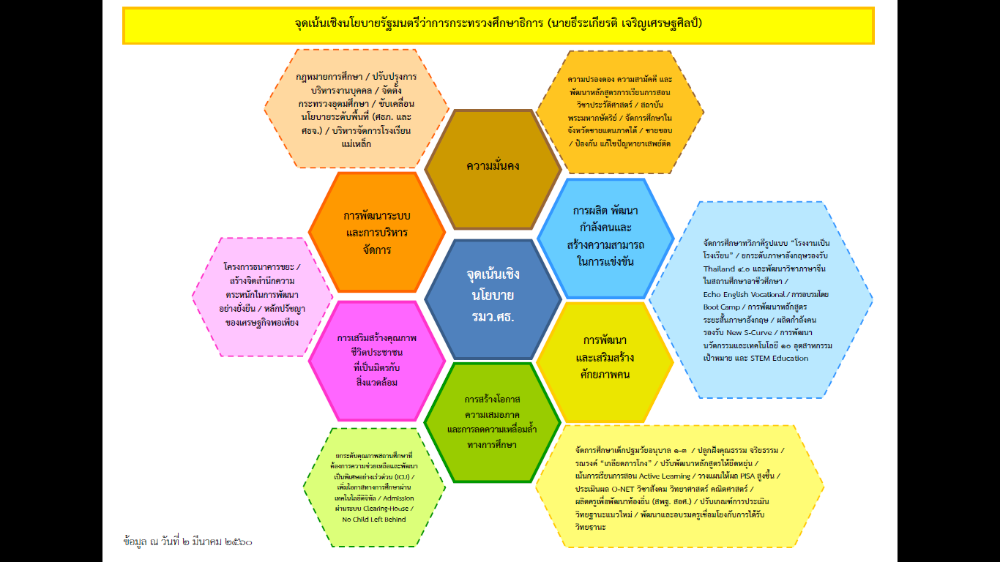 จุดเน้นเชิงนโยบายรัฐมนตรีว่าการกระทรวงศึกษาธิการ (นายธีระเกียรติ เจริญเศรษฐศิลป์)
กฎหมายการศึกษา / ปรับปรุงการ
บริหารงานบุคคล / จัดตั้ง
กระทรวงอุดมศึกษา / ขับเคลื่อน
นโยบายระดับพื้นที่ (ศธภ. และ
ศธจ.) / บริหารจัดการโรงเรียน
แม่เหล็ก
ความปรองดอง ความสามัคคี และ
พัฒนาหลักสูตรการเรียนการสอน
วิชาประวัติศาสตร์ / สถาบัน
พระมหากษัตริย์ / จัดการศึกษาใน
จังหวัดชายแดนภาคใต้ / ชายขอบ
/ ป้องกัน แก้ไขปัญหายาเสพย์ติด
ความมั่นคง
การพัฒนาระบบ
และการบริหาร
จัดการ
การผลิต พัฒนา
กำลังคนและ
สร้างความสามารถ
ในการแข่งขัน
จัดการศึกษาทวิภาคีรูปแบบ “โรงงานเป็น
โรงเรียน” / ยกระดับภาษาอังกฤษรองรับ
Thailand ๔.๐ และพัฒนาวิชาภาษาจีน
ในสถานศึกษาอาชีวศึกษา /
Echo English Vocational / การอบรมโดย
Boot Camp / การพัฒนาหลักสูตร
ระยะสั้นภาษาอังกฤษ / ผลิตกำลังคน
รองรับ New S-Curve / การพัฒนา
นวัตกรรมและเทคโนโลยี ๑๐ อุตสาหกรรม
เป้าหมาย และ STEM Education
โครงการธนาคารขยะ /
สร้างจิตสำนึกความ
ตระหนักในการพัฒนา
อย่างยั่งยืน / หลักปรัชญา
ของเศรษฐกิจพอเพียง
จุดเน้นเชิง
นโยบาย
รมว.ศธ.
การเสริมสร้างคุณภาพ
ชีวิตประชาชน
ที่เป็นมิตรกับ
สิ่งแวดล้อม
การพัฒนา
และเสริมสร้าง
ศักยภาพคน
การสร้างโอกาส
ความเสมอภาค
และการลดความเหลื่อมล้ำ
ทางการศึกษา
ยกระดับคุณภาพสถานศึกษาที่
ต้องการความช่วยเหลือและพัฒนา
เป็นพิเศษอย่างเร่งด่วน (ICU) /
เพิ่มโอกาสทางการศึกษาผ่าน
เทคโนโลยีดิจิทัล / Admission
ผ่านระบบ Clearing-House /
No Child Left Behind
จัดการศึกษาเด็กปฐมวัยอนุบาล ๑-๓ / ปลูกฝังคุณธรรม จริยธรรม /
รณรงค์ “เกลียดการโกง” / ปรับพัฒนาหลักสูตรให้ยืดหยุ่น /
เน้นการเรียนการสอน Active Learning / วางแผนให้ผล PISA สูงขึ้น /
ประเมินผล O-NET วิชาสังคม วิทยาศาสตร์ คณิตศาสตร์ /
ผลิตครูเพื่อพัฒนาท้องถิ่น (สพฐ. สอศ.) / ปรับเกณฑ์การประเมิน
วิทยฐานะแนวใหม่ / พัฒนาและอบรมครูเชื่อมโยงกับการได้รับ
วิทยฐานะ
ข้อมูล ณ วันที่ ๒ มีนาคม ๒๕๖๐